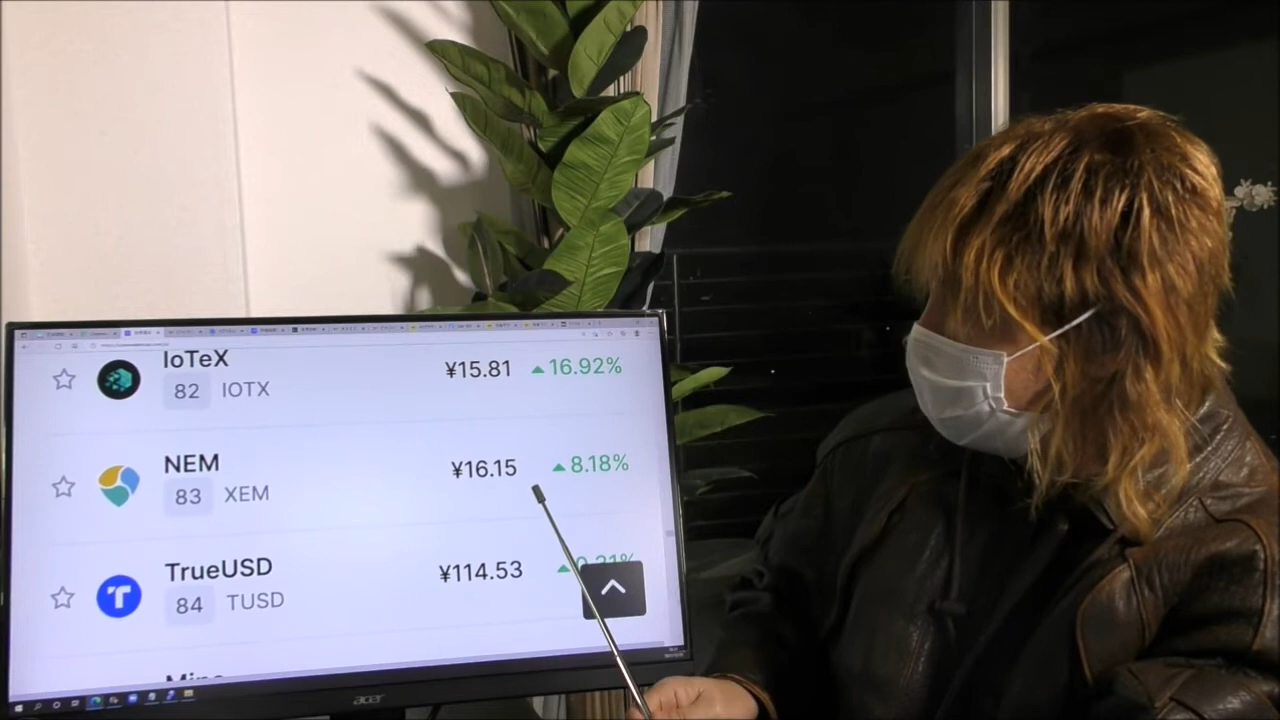 IoTeX
¥15.81 16.92%
82 IOTX
NEM
¥16.15 8.18%
83 XEM
TrueUSD
¥114.53
84 TUSD
acer